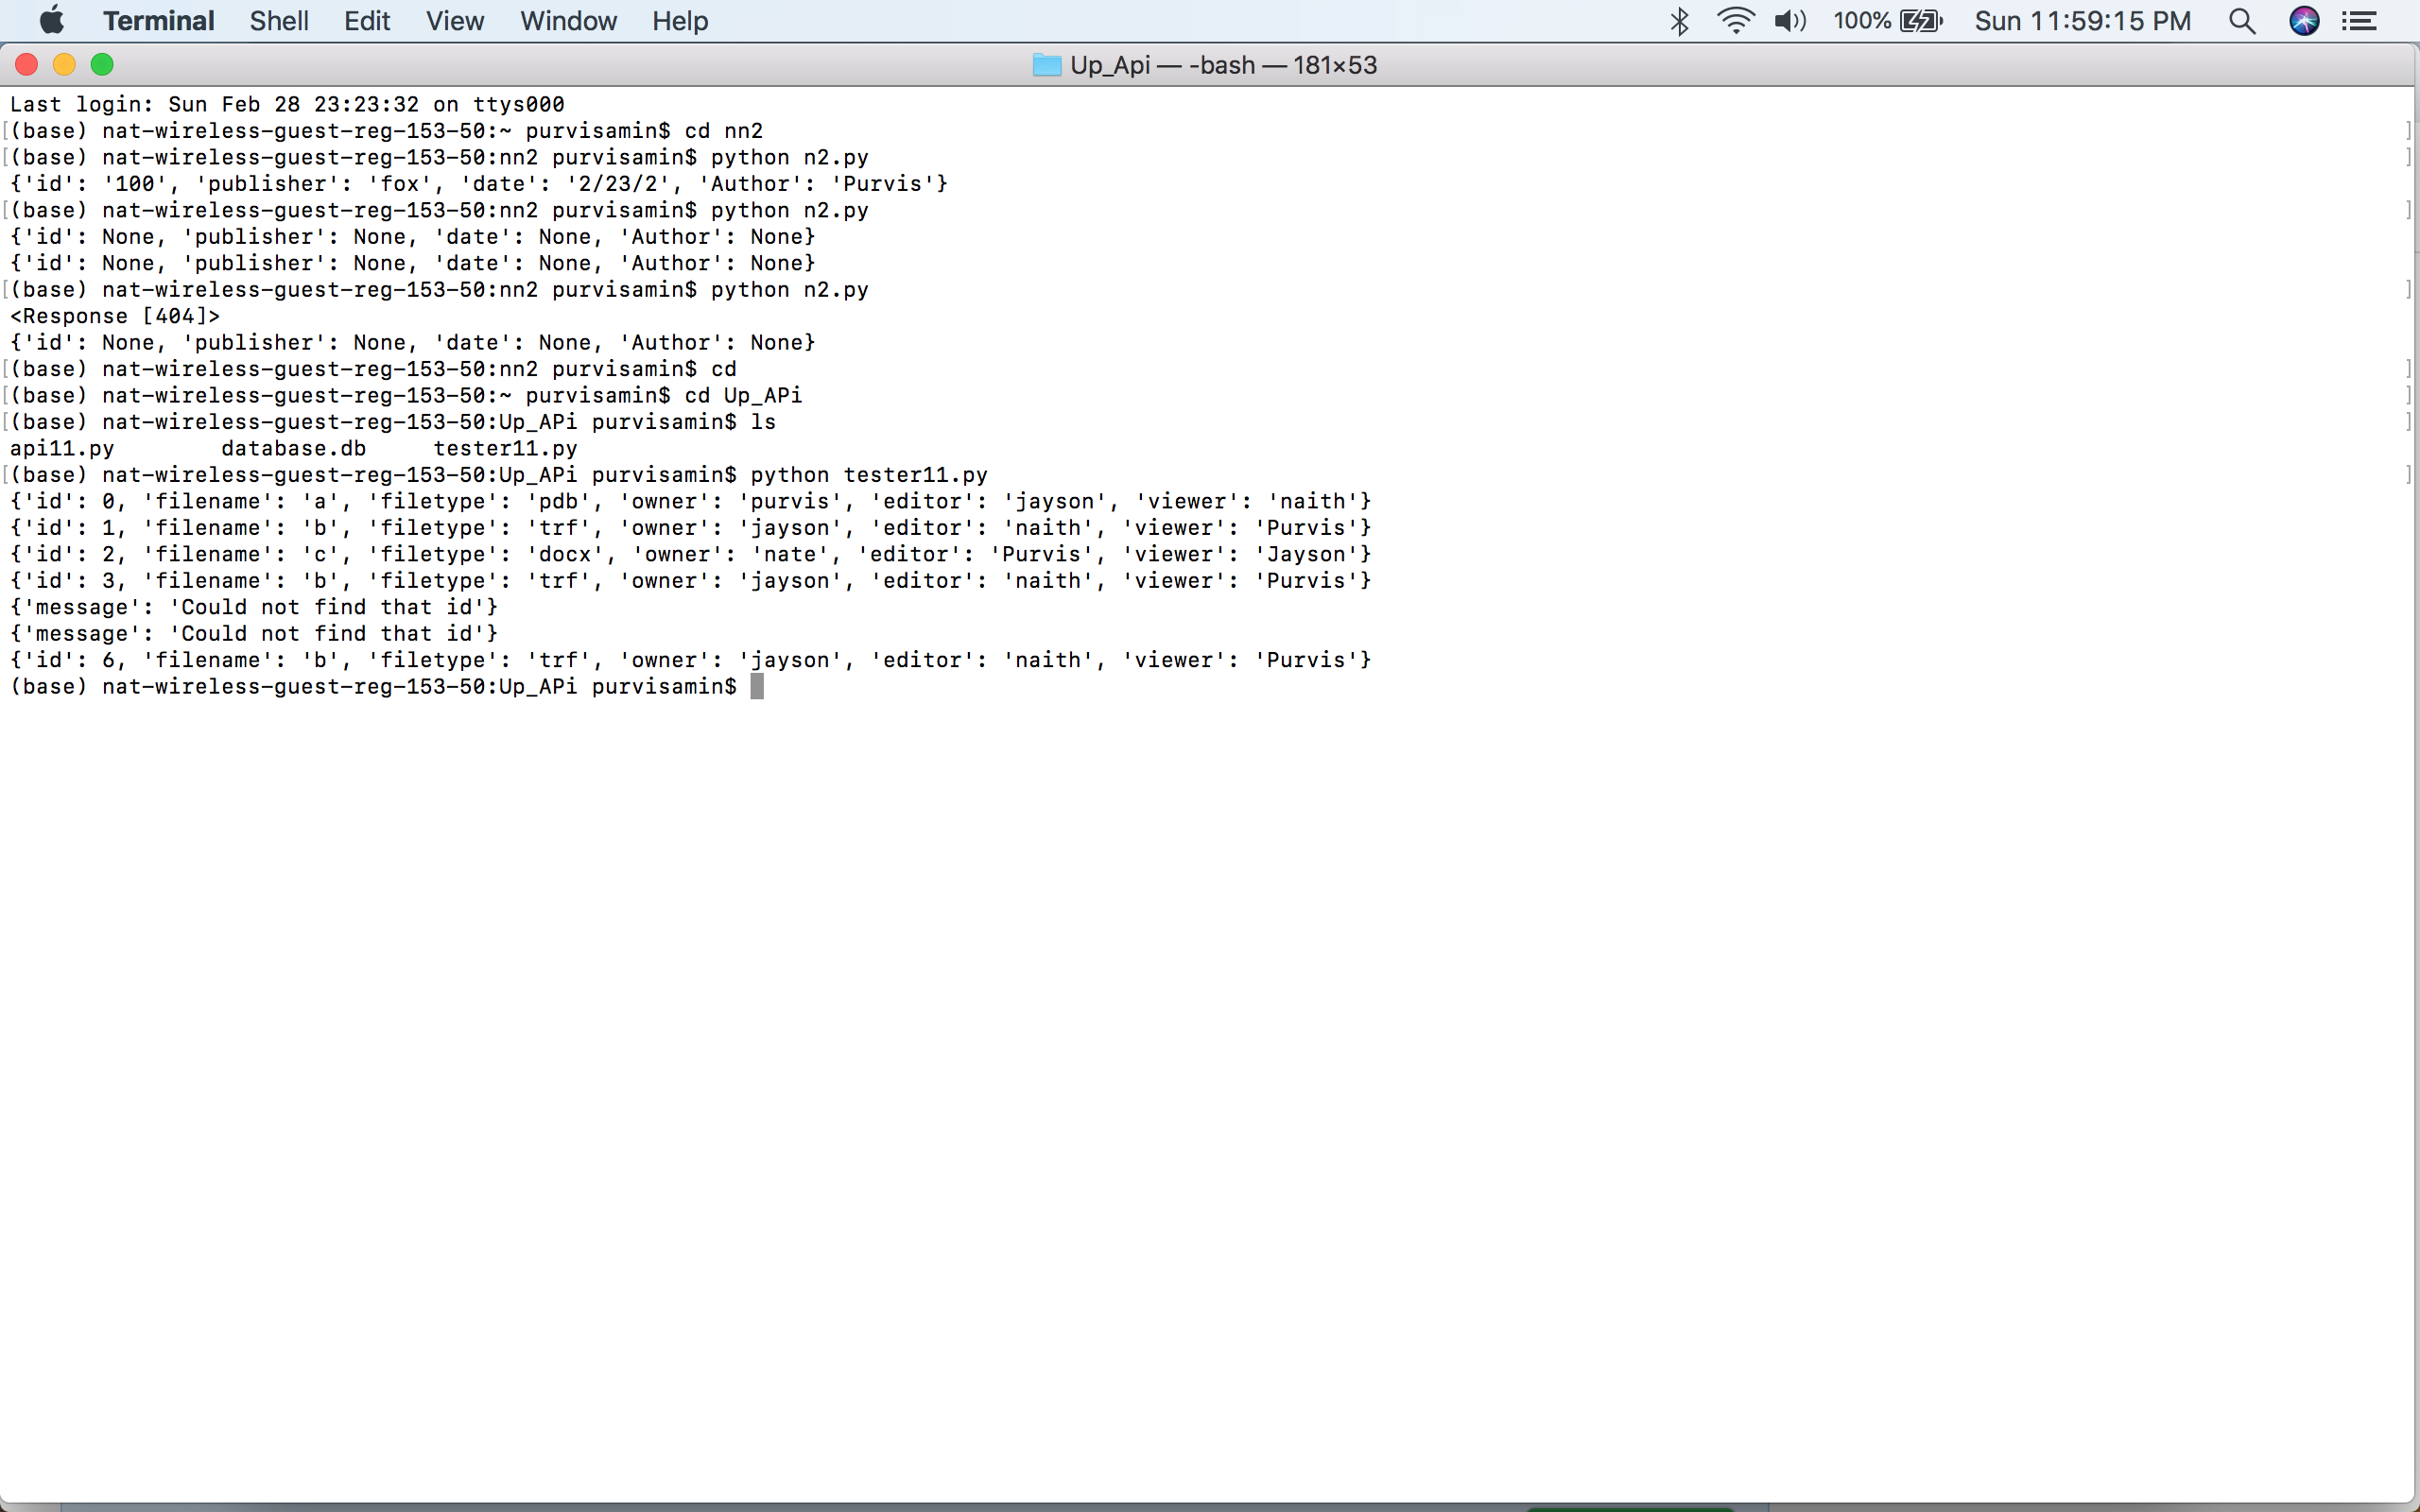 Terminal Shell Edit View Window Help 100% Sun 11:59:15 PM
Up_Api — -bash — 181×53
Last login: Sun Feb 28 23:23:32 on ttys000
[(base) nat-wireless-guest-reg-153-50:~ purvisamin$ cd nn2 ]
[(base) nat-wireless-guest-reg-153-50:nn2 purvisamin$ python n2.py ]
{'id': '100', 'publisher': 'fox', 'date': '2/23/2', 'Author': 'Purvis'}
[(base) nat-wireless-guest-reg-153-50:nn2 purvisamin$ python n2.py ]
{'id': None, 'publisher': None, 'date': None, 'Author': None}
{'id': None, 'publisher': None, 'date': None, 'Author': None}
[(base) nat-wireless-guest-reg-153-50:nn2 purvisamin$ python n2.py ]
<Response [404]>
{'id': None, 'publisher': None, 'date': None, 'Author': None}
[(base) nat-wireless-guest-reg-153-50:nn2 purvisamin$ cd ]
[(base) nat-wireless-guest-reg-153-50:~ purvisamin$ cd Up_APi ]
[(base) nat-wireless-guest-reg-153-50:Up_APi purvisamin$ ls ]
api11.py database.db tester11.py
[(base) nat-wireless-guest-reg-153-50:Up_APi purvisamin$ python tester11.py ]
{'id': 0, 'filename': 'a', 'filetype': 'pdb', 'owner': 'purvis', 'editor': 'jayson', 'viewer': 'naith'}
{'id': 1, 'filename': 'b', 'filetype': 'trf', 'owner': 'jayson', 'editor': 'naith', 'viewer': 'Purvis'}
{'id': 2, 'filename': 'c', 'filetype': 'docx', 'owner': 'nate', 'editor': 'Purvis', 'viewer': 'Jayson'}
{'id': 3, 'filename': 'b', 'filetype': 'trf', 'owner': 'jayson', 'editor': 'naith', 'viewer': 'Purvis'}
{'message': 'Could not find that id'}
{'message': 'Could not find that id'}
{'id': 6, 'filename': 'b', 'filetype': 'trf', 'owner': 'jayson', 'editor': 'naith', 'viewer': 'Purvis'}
(base) nat-wireless-guest-reg-153-50:Up_APi purvisamin$